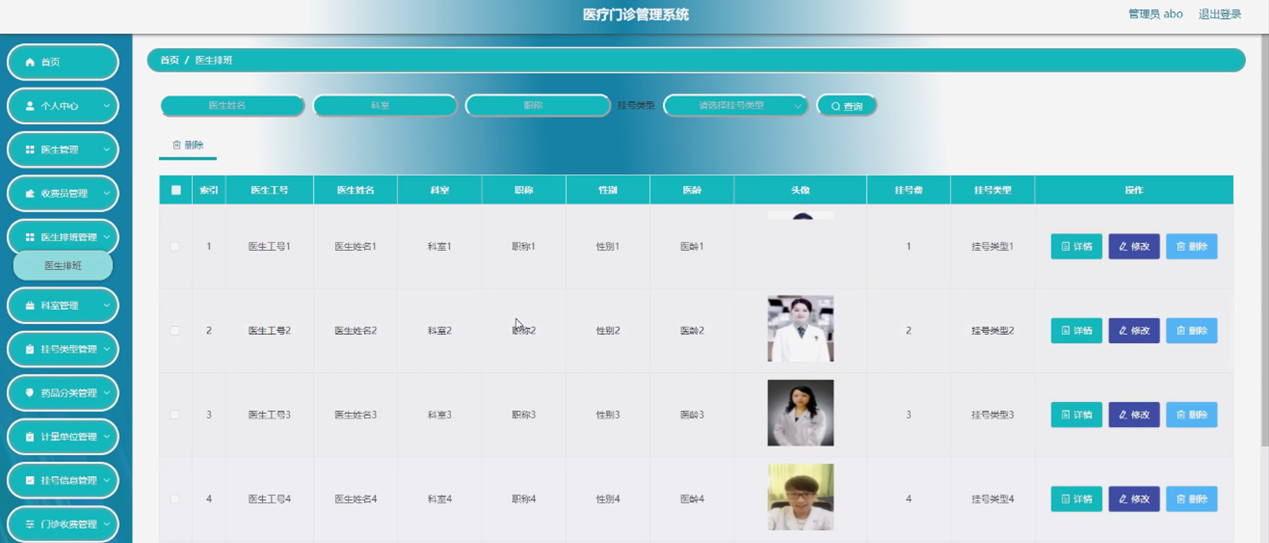 医疗门诊管理系统
管理员 abo 退出登录
首页
个人中心
医生管理
收费员管理
医生排班管理
医生排班
科室管理
挂号类型管理
药品分类管理
计量单位管理
挂号信息管理
门诊收费管理
首页 / 医生排班
医生姓名 科室 职称 挂号类型 请选择挂号类型 查询
删除
索引 医生工号 医生姓名 科室 职称 性别 医龄 头像 挂号费 挂号类型 操作
1 医生工号1 医生姓名1 科室1 职称1 性别1 医龄1 1 挂号类型1 详情 修改 删除
2 医生工号2 医生姓名2 科室2 职称2 性别2 医龄2 2 挂号类型2 详情 修改 删除
3 医生工号3 医生姓名3 科室3 职称3 性别3 医龄3 3 挂号类型3 详情 修改 删除
4 医生工号4 医生姓名4 科室4 职称4 性别4 医龄4 4 挂号类型4 详情 修改 删除